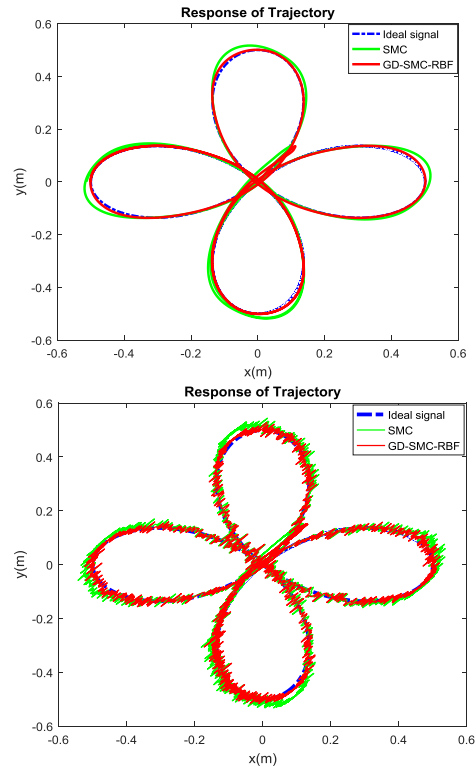 Response of Trajectory
Ideal signal
SMC
GD-SMC-RBF
0.6
0.4
0.2
0
-0.2
-0.4
-0.6
y(m)
-0.6 -0.4 -0.2 0 0.2 0.4 0.6
x(m)
Response of Trajectory
Ideal signal
SMC
GD-SMC-RBF
0.6
0.4
0.2
0
-0.2
-0.4
-0.6
y(m)
-0.6 -0.4 -0.2 0 0.2 0.4 0.6
x(m)